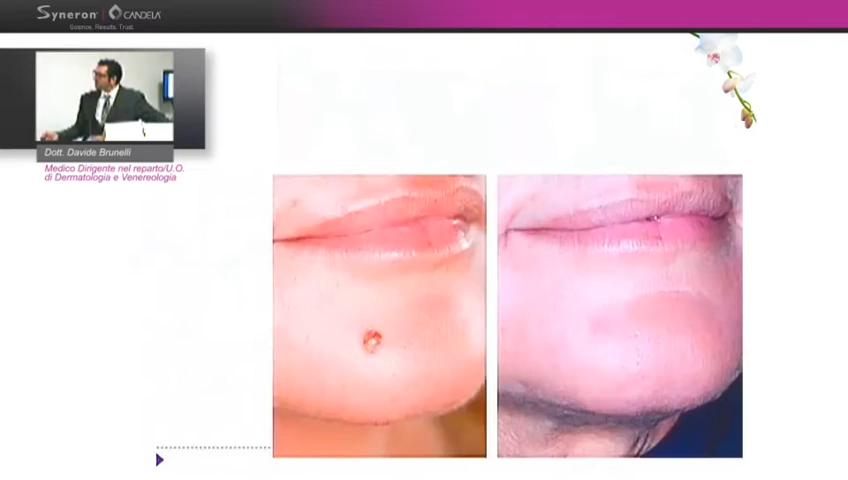 Syneron CANDELA
Science. Results. Trust.
Dott. Davide Brunelli
Medico Dirigente nel reparto/U.O.
di Dermatologia e Venereologia